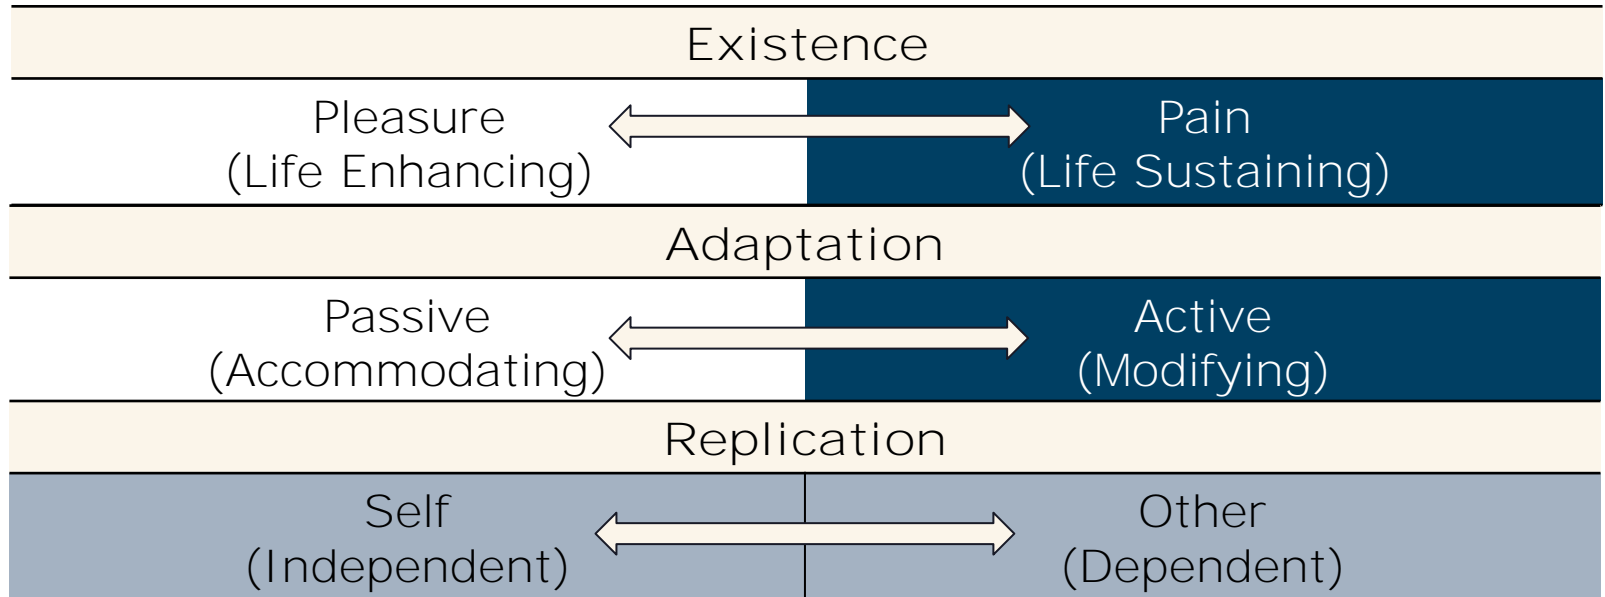 Existence
Pleasure
(Life Enhancing)
Pain
(Life Sustaining)
Adaptation
Passive
(Accommodating)
Active
(Modifying)
Replication
Self
(Independent)
Other
(Dependent)